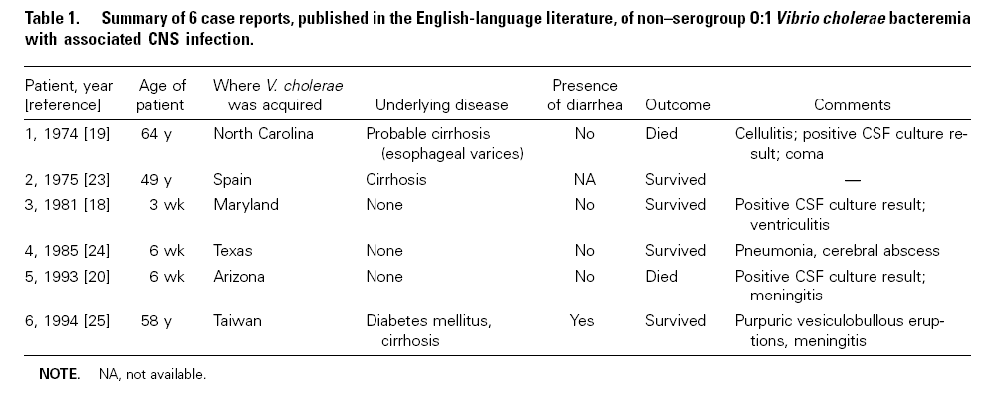 Table 1. Summary of 6 case reports, published in the English-language literature, of non–serogroup O:1 Vibrio cholerae bacteremia
with associated CNS infection.
Patient, year [reference] Age of patient Where V. cholerae was acquired Underlying disease Presence of diarrhea Outcome Comments
1, 1974 [19] 64 y North Carolina Probable cirrhosis No Died Cellulitis; positive CSF culture re-
(esophageal varices) sult; coma
2, 1975 [23] 49 y Spain Cirrhosis NA Survived —
3, 1981 [18] 3 wk Maryland None No Survived Positive CSF culture result;
ventriculitis
4, 1985 [24] 6 wk Texas None No Survived Pneumonia, cerebral abscess
5, 1993 [20] 6 wk Arizona None No Died Positive CSF culture result;
meningitis
6, 1994 [25] 58 y Taiwan Diabetes mellitus, Yes Survived Purpuric vesiculobullous erup-
cirrhosis tions, meningitis
NOTE. NA, not available.